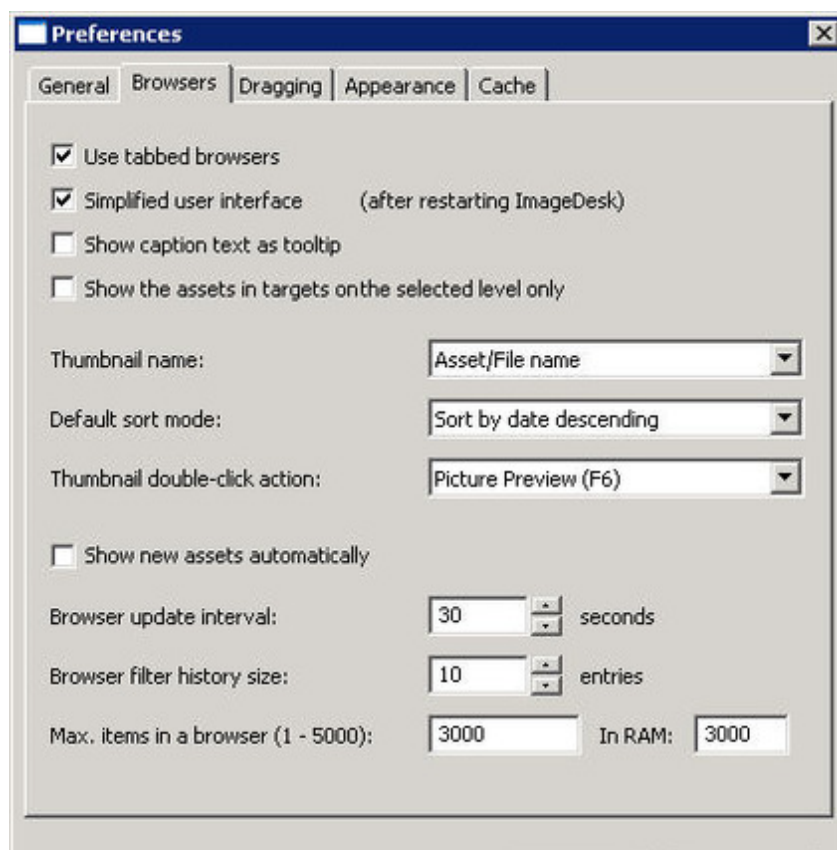 Preferences
General Browsers Dragging Appearance Cache
Use tabbed browsers
Simplified user interface (after restarting ImageDesk)
Show caption text as tooltip
Show the assets in targets on the selected level only
Thumbnail name: Asset/File name
Default sort mode: Sort by date descending
Thumbnail double-click action: Picture Preview (F6)
Show new assets automatically
Browser update interval: 30 seconds
Browser filter history size: 10 entries
Max. items in a browser (1 - 5000): 3000 In RAM: 3000